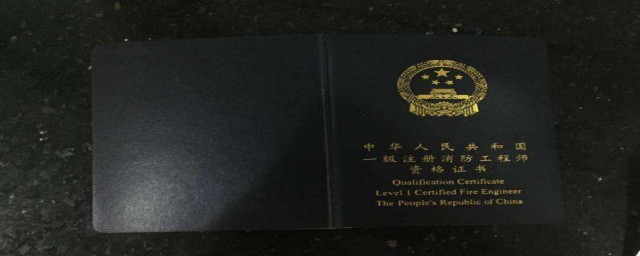 中华人民共和国
一级注册消防工程师
资格证书
Qualification Certificate
Level 1 Certified Fire Engineer
The People's Republic of China